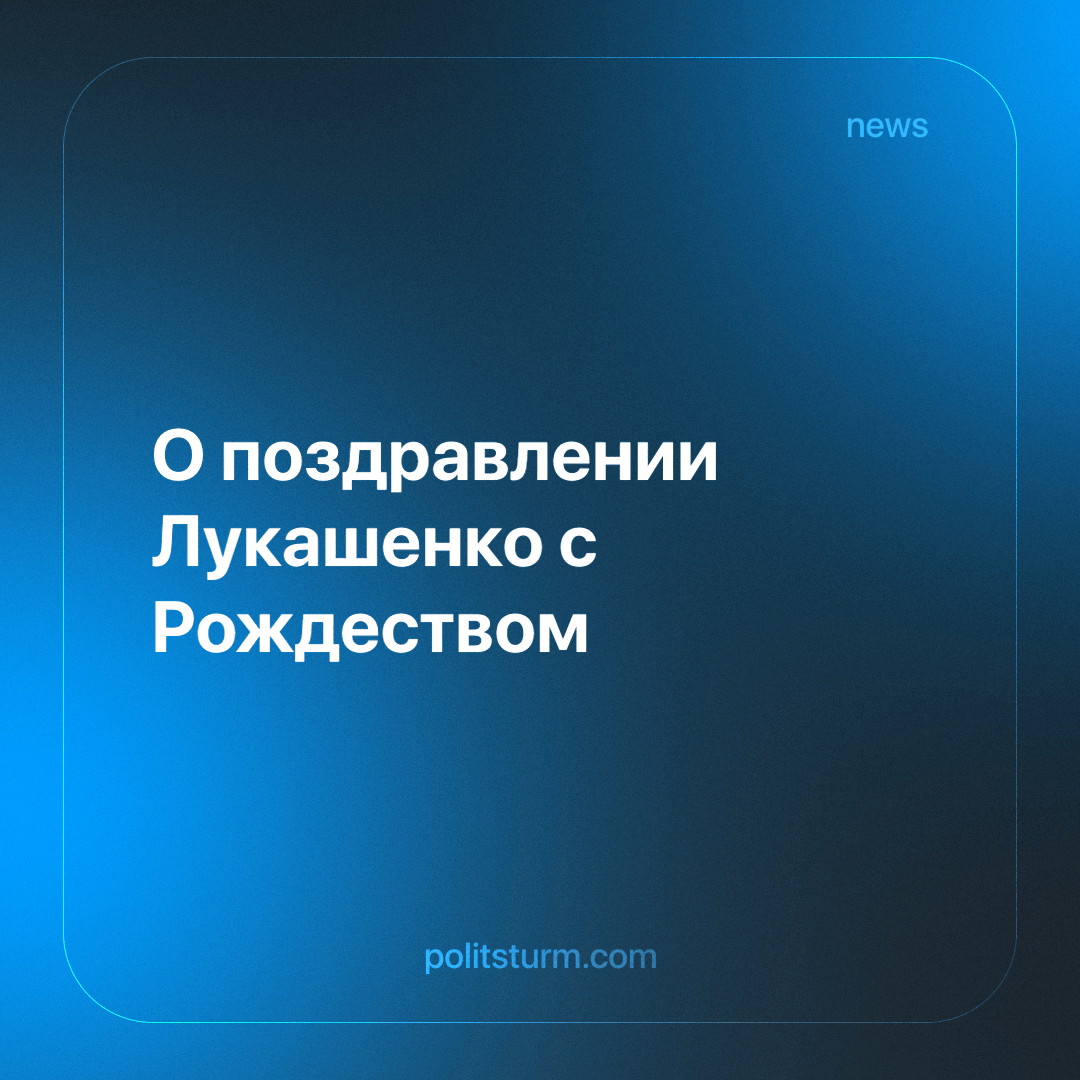 news
О поздравлении
Лукашенко с
Рождеством
politsturm.com